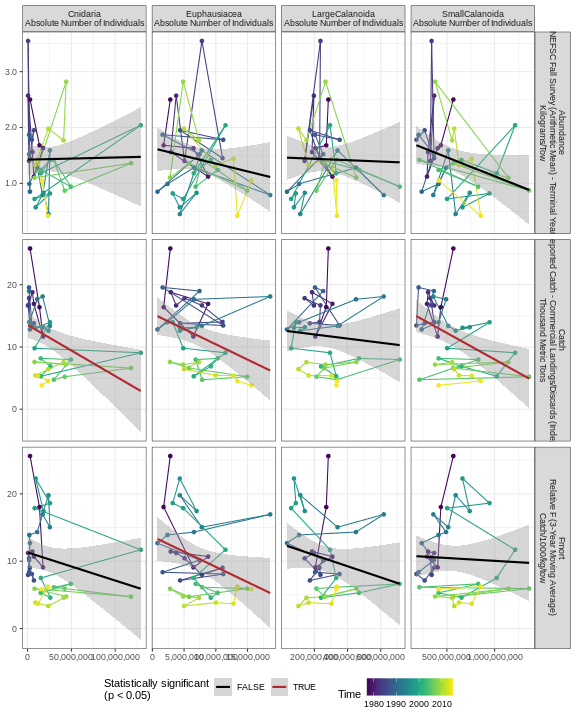 Cnidaria
Absolute Number of Individuals
Euphausiacea
Absolute Number of Individuals
LargeCalanoida
Absolute Number of Individuals
SmallCalanoida
Absolute Number of Individuals
3.0
2.0
1.0
Abundance
NEFSC Fall Survey (Arithmetic Mean) - Terminal Year
Kilograms/tow
20
10
0
Catch
eported Catch - Commercial Landings/Discards (Inde
Thousand Metric Tons
20
10
0
Fmort
Relative F (3-Year Moving Average)
Catch/1000/kg/tow
0
50,000,000
100,000,000
0
5,000,000
10,000,000
15,000,000
200,000,000
400,000,000
600,000,000
500,000,000
1,000,000,000
Statistically significant
(p < 0.05)
FALSE
TRUE
Time
1980 1990 2000 2010